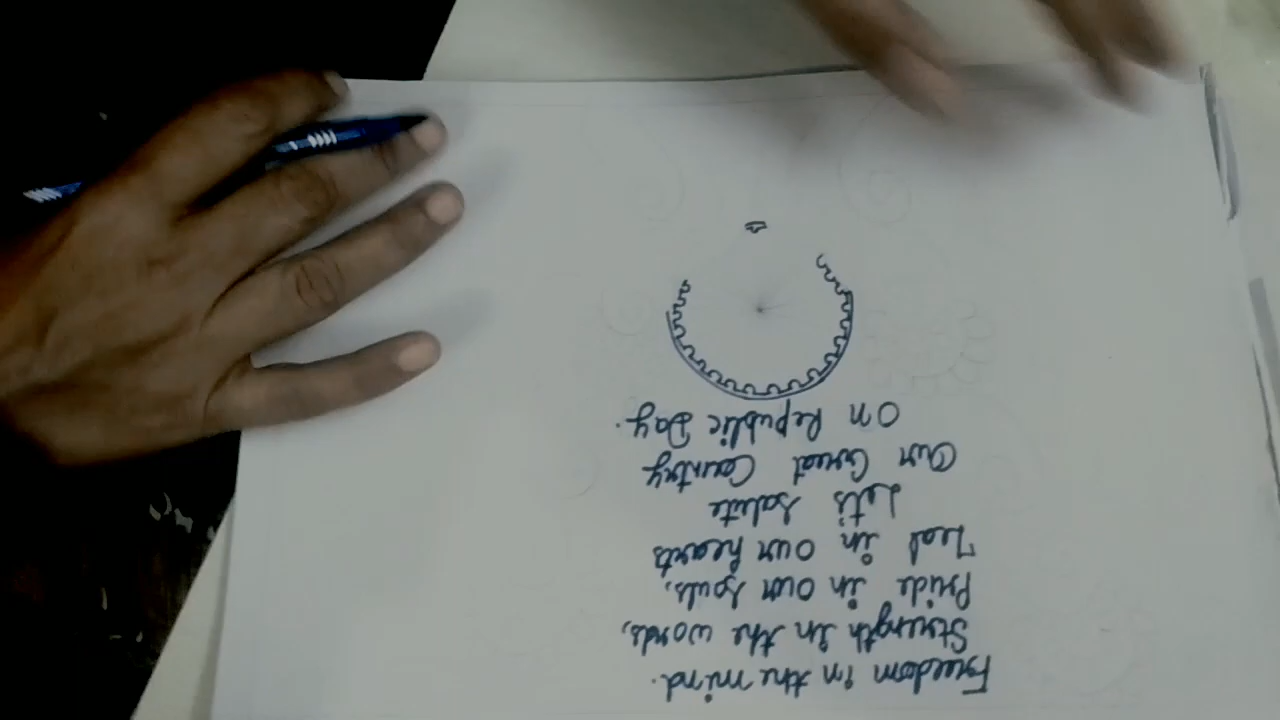 Freedom in the mind.
Strength in the words,
Pride in our souls,
Zeal in our hearts
Let's salute
Our Great Country
On Republic Day.